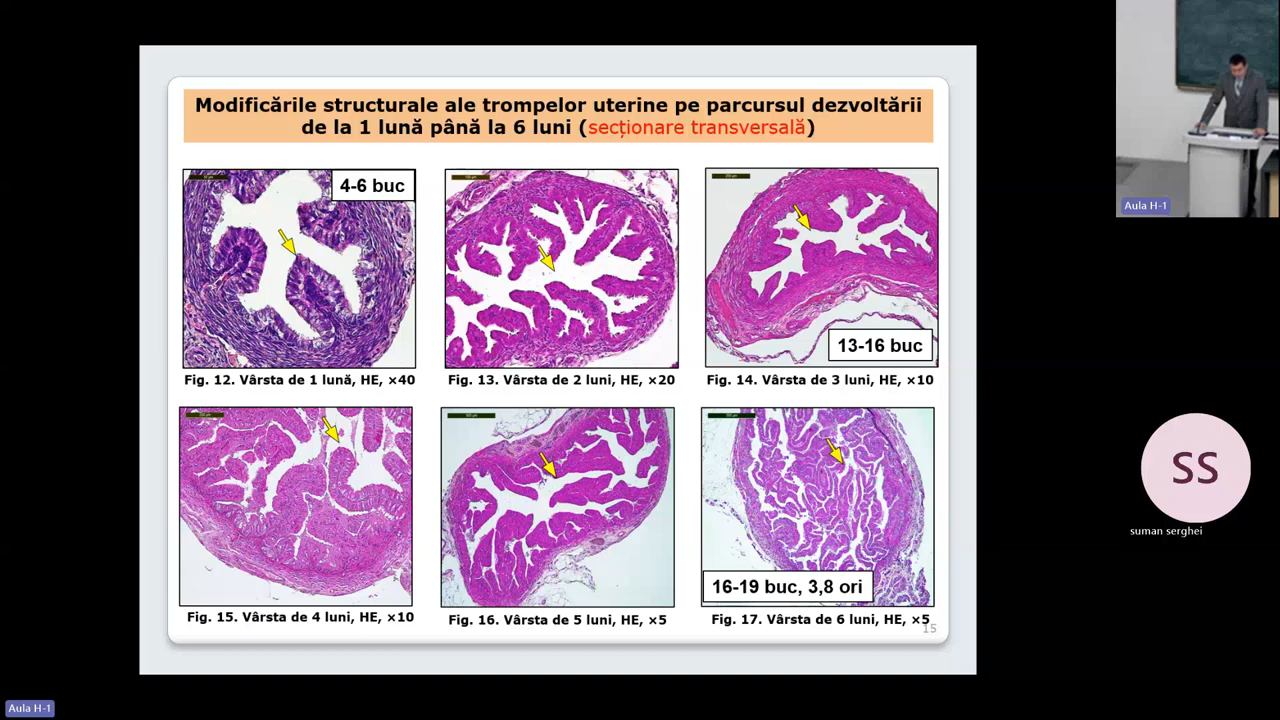 Modificările structurale ale trompelor uterine pe parcursul dezvoltării
de la 1 lună până la 6 luni (secționare transversală)
4-6 buc
13-16 buc
Fig. 12. Vârsta de 1 lună, HE, ×40
Fig. 13. Vârsta de 2 luni, HE, ×20
Fig. 14. Vârsta de 3 luni, HE, ×10
16-19 buc, 3,8 ori
Fig. 15. Vârsta de 4 luni, HE, ×10
Fig. 16. Vârsta de 5 luni, HE, ×5
Fig. 17. Vârsta de 6 luni, HE, ×5
15
Aula H-1
SS
suman serghei
Aula H-1